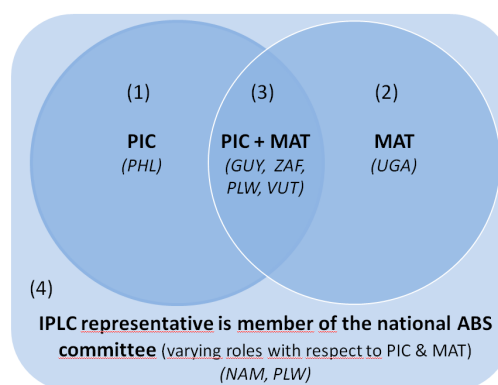 (1) (3) (2)
PIC PIC + MAT MAT
(PHL) (GUY, ZAF, (UGA)
PLW, VUT)
(4)
IPLC representative is member of the national ABS
committee (varying roles with respect to PIC & MAT)
(NAM, PLW)